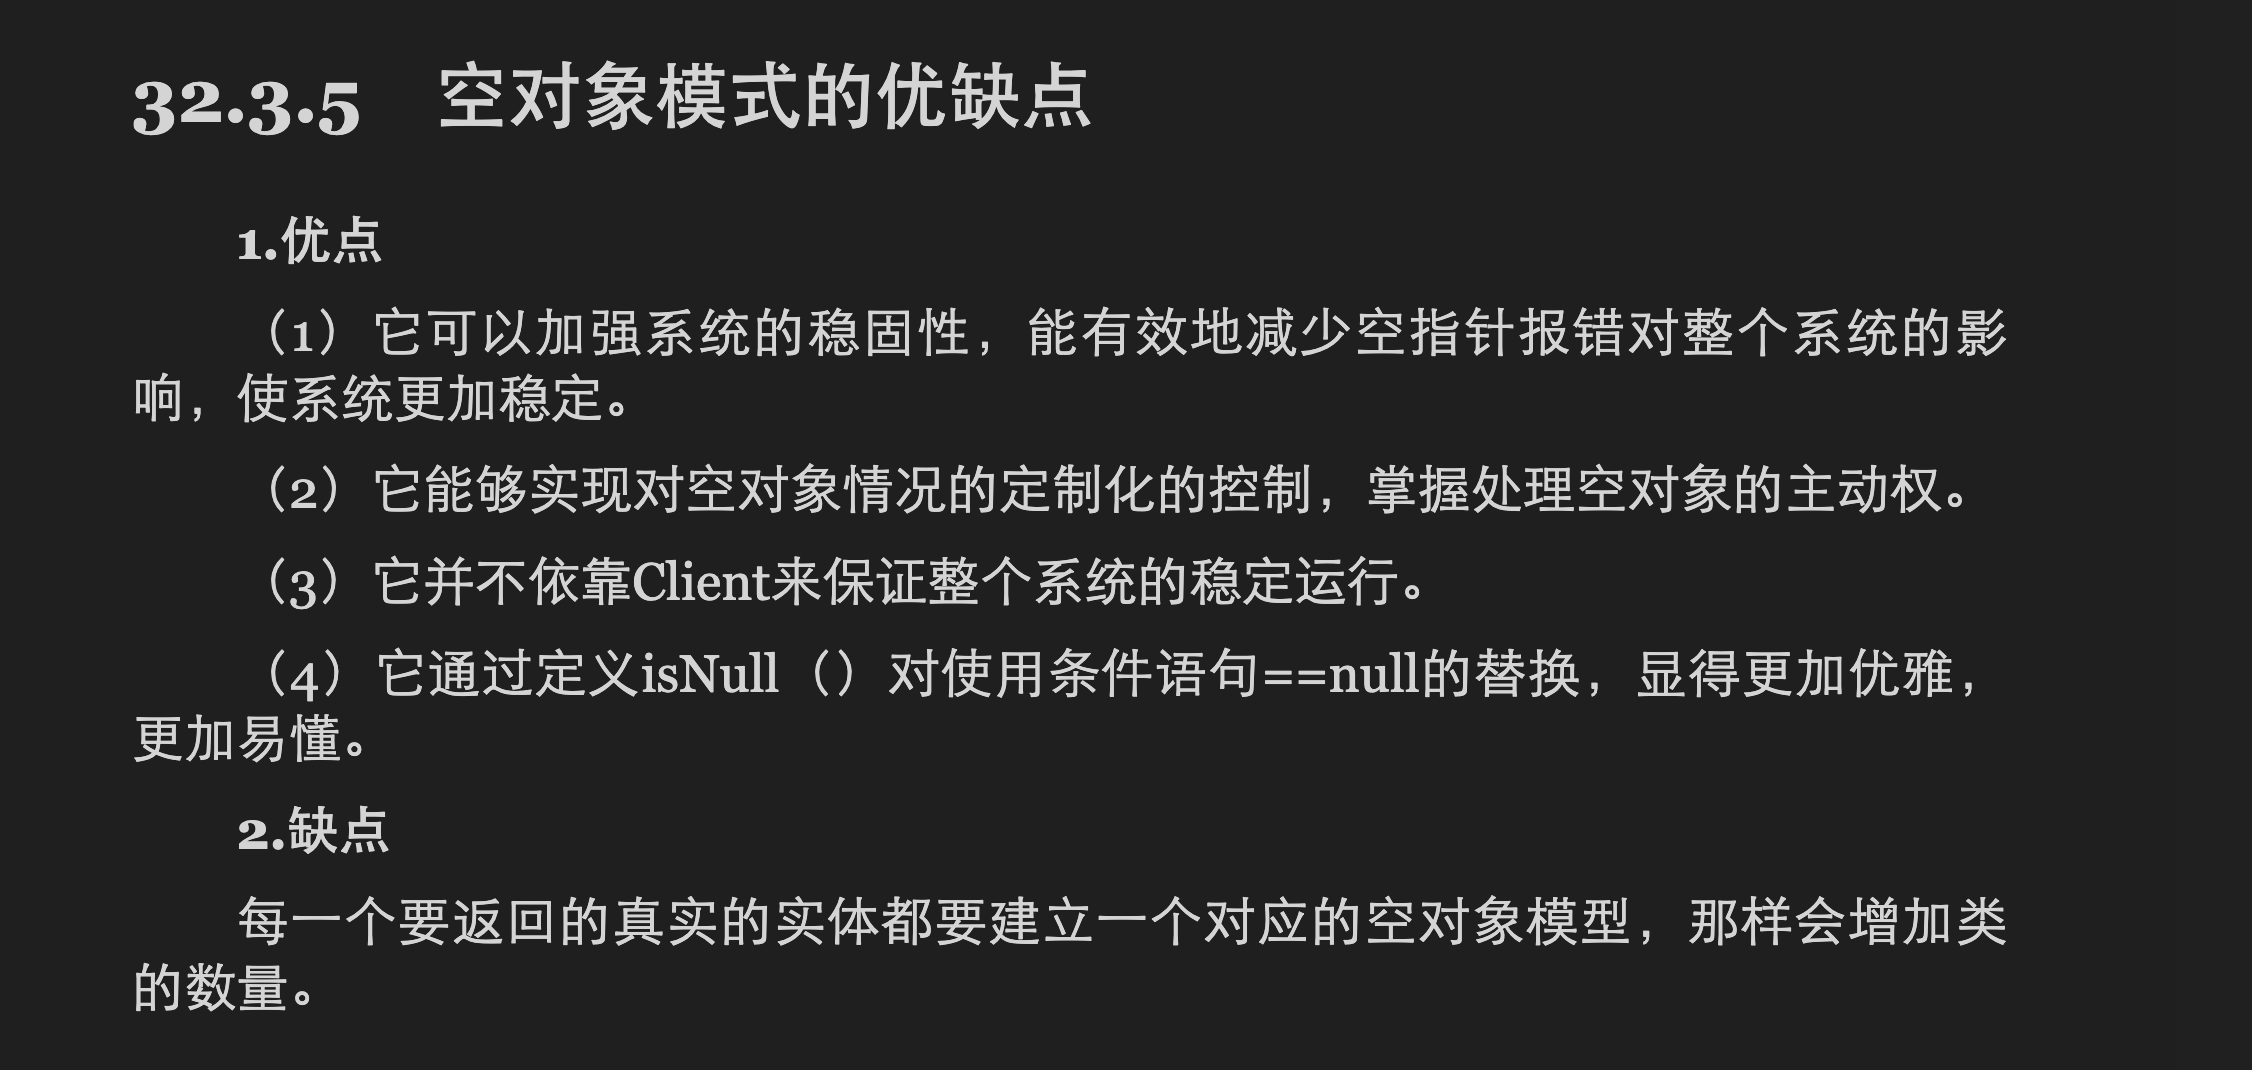 32.3.5 空对象模式的优缺点
1.优点
（1）它可以加强系统的稳固性，能有效地减少空指针报错对整个系统的影
响，使系统更加稳定。
（2）它能够实现对空对象情况的定制化的控制，掌握处理空对象的主动权。
（3）它并不依靠Client来保证整个系统的稳定运行。
（4）它通过定义isNull（）对使用条件语句==null的替换，显得更加优雅，
更加易懂。
2.缺点
每一个要返回的真实的实体都要建立一个对应的空对象模型，那样会增加类
的数量。